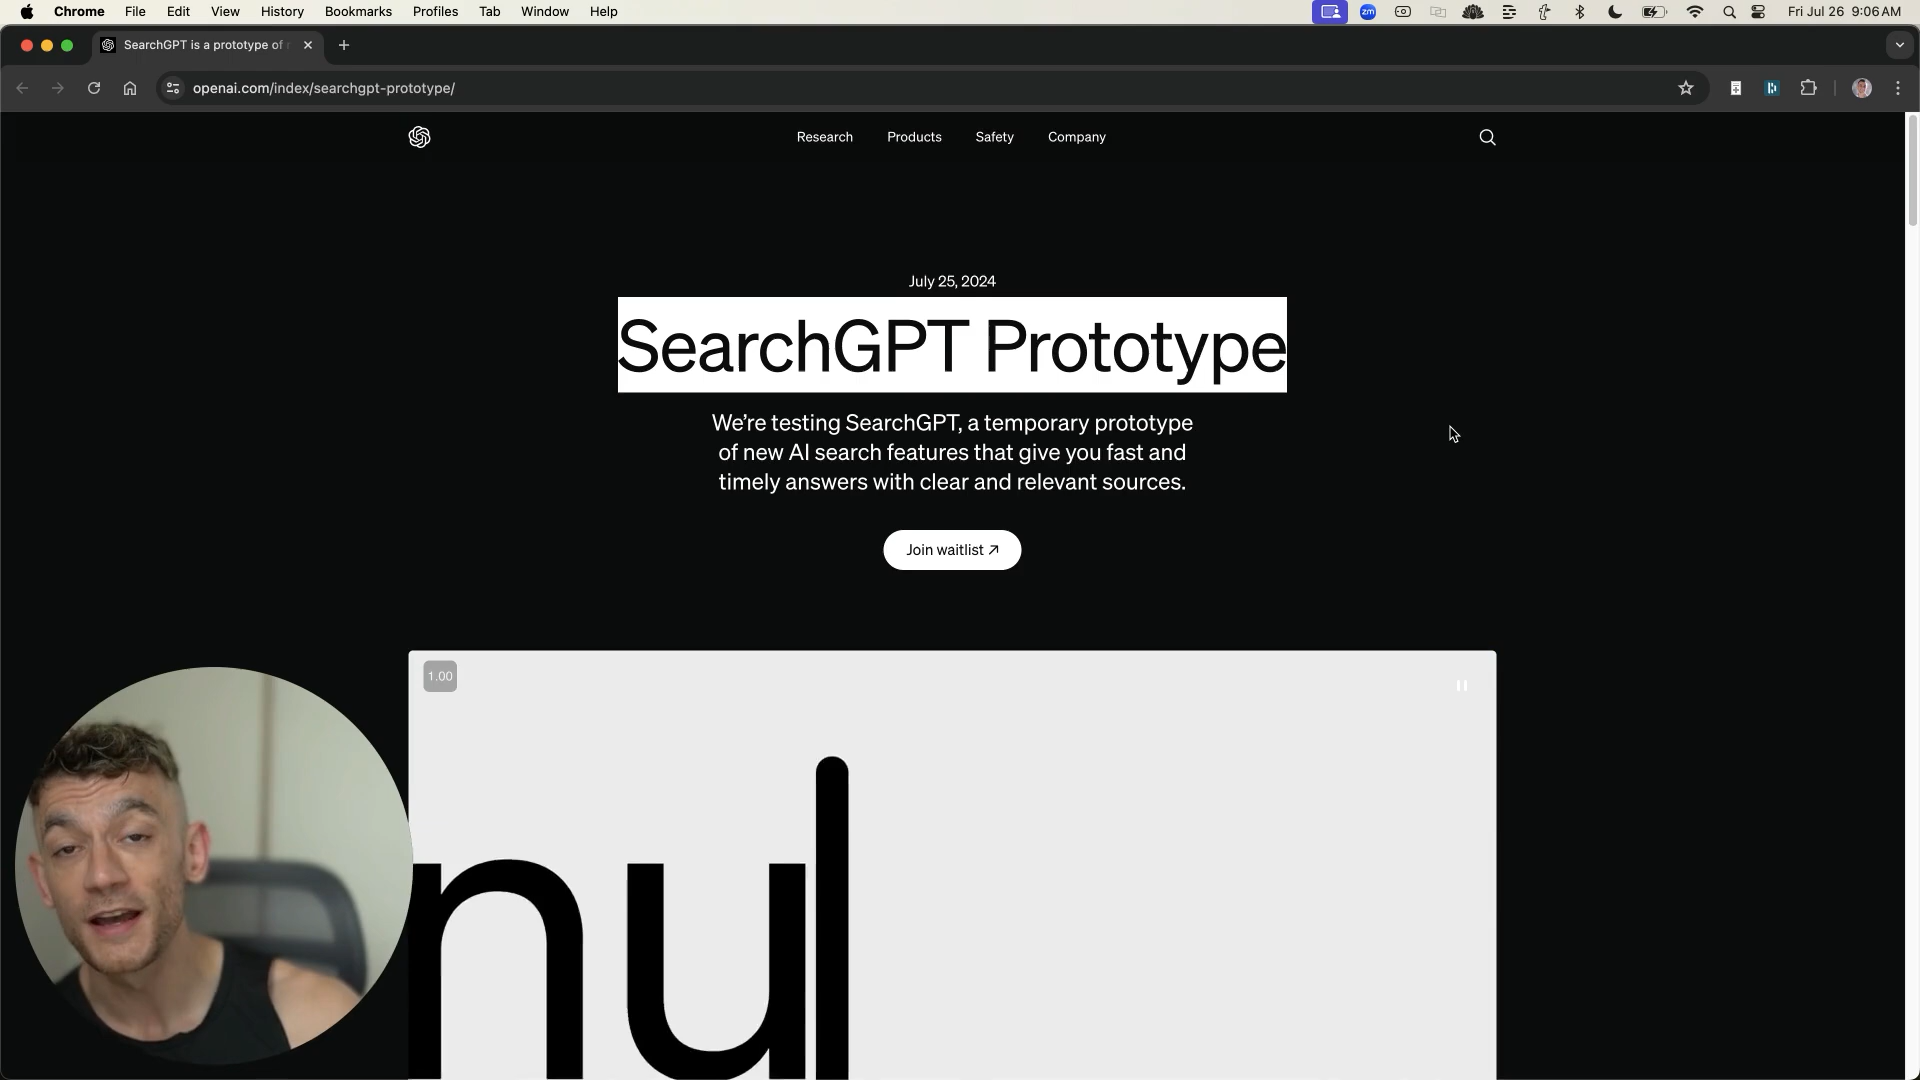 Chrome File Edit View History Bookmarks Profiles Tab Window Help
zm
Fri Jul 26 9:06 AM
SearchGPT is a prototype of
openai.com/index/searchgpt-prototype/
Research Products Safety Company
July 25, 2024
SearchGPT Prototype
We’re testing SearchGPT, a temporary prototype
of new AI search features that give you fast and
timely answers with clear and relevant sources.
Join waitlist ↗
1.00
nu